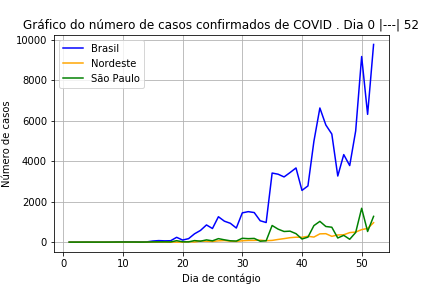 Gráfico do número de casos confirmados de COVID . Dia 0 |---| 52
10000
8000
6000
4000
2000
0
Número de casos
Brasil
Nordeste
São Paulo
0 10 20 30 40 50
Dia de contágio